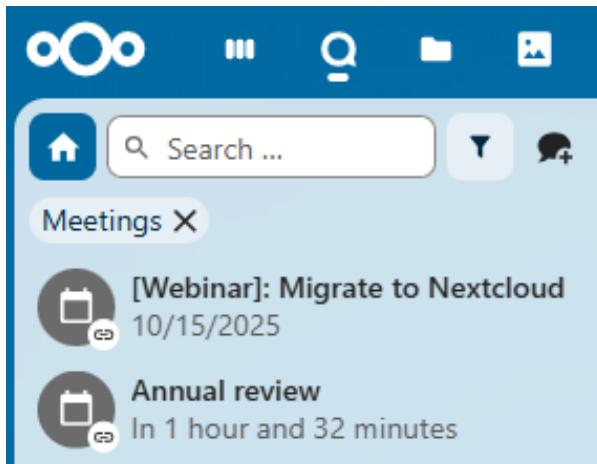 Search ...
Meetings
[Webinar]: Migrate to Nextcloud
10/15/2025
Annual review
In 1 hour and 32 minutes